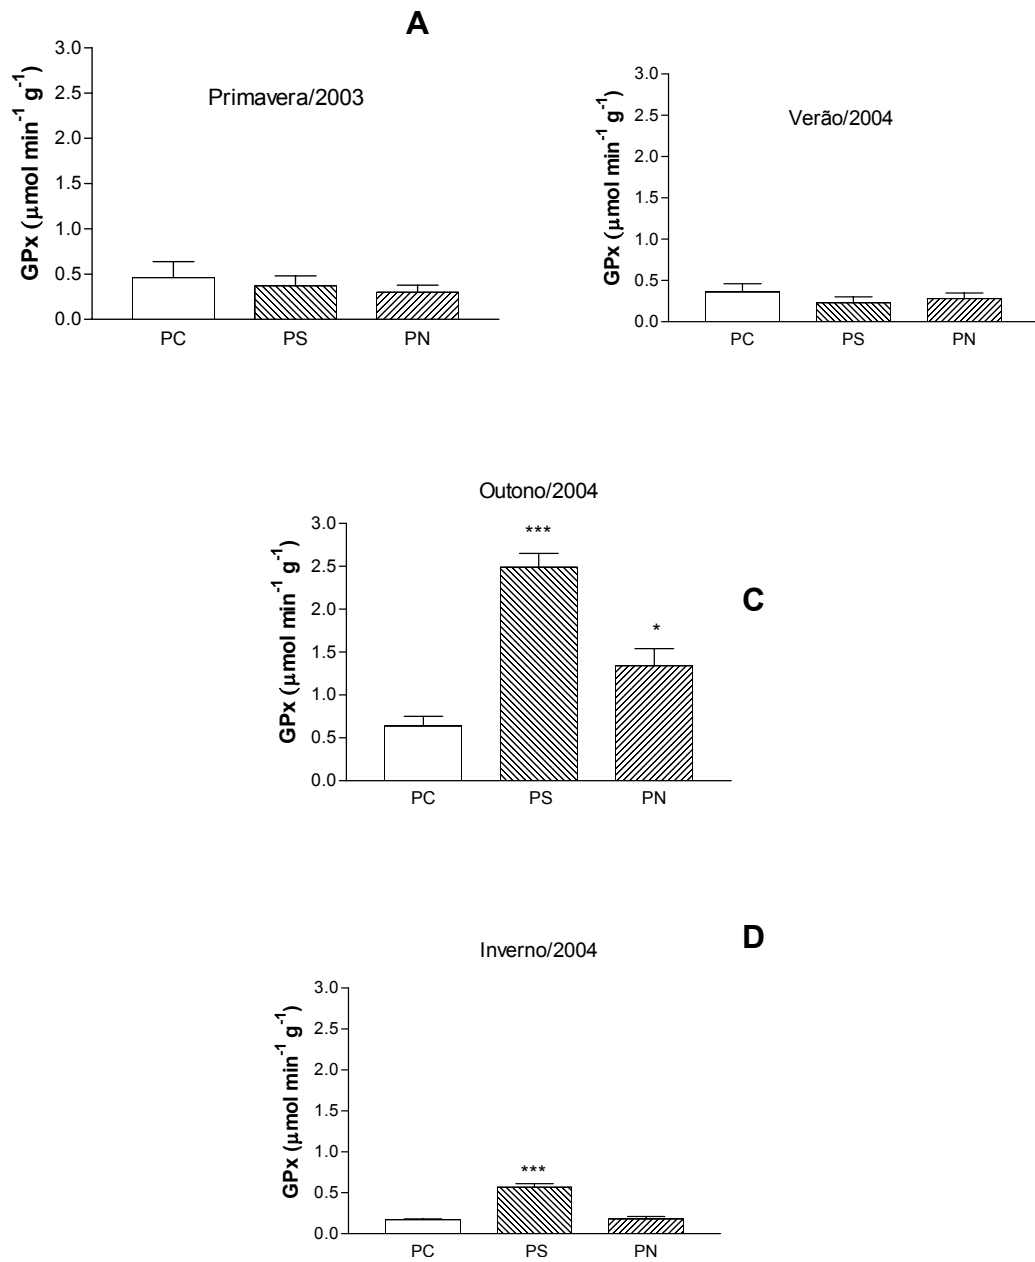 A
Primavera/2003
GPx (μmol min⁻¹ g⁻¹)
3.0
2.5
2.0
1.5
1.0
0.5
0.0
PC PS PN
Verão/2004
GPx (μmol min⁻¹ g⁻¹)
3.0
2.5
2.0
1.5
1.0
0.5
0.0
PC PS PN
Outono/2004
C
GPx (μmol min⁻¹ g⁻¹)
3.0
2.5
2.0
1.5
1.0
0.5
0.0
***
*
PC PS PN
D
Inverno/2004
GPx (μmol min⁻¹ g⁻¹)
3.0
2.5
2.0
1.5
1.0
0.5
0.0
***
PC PS PN